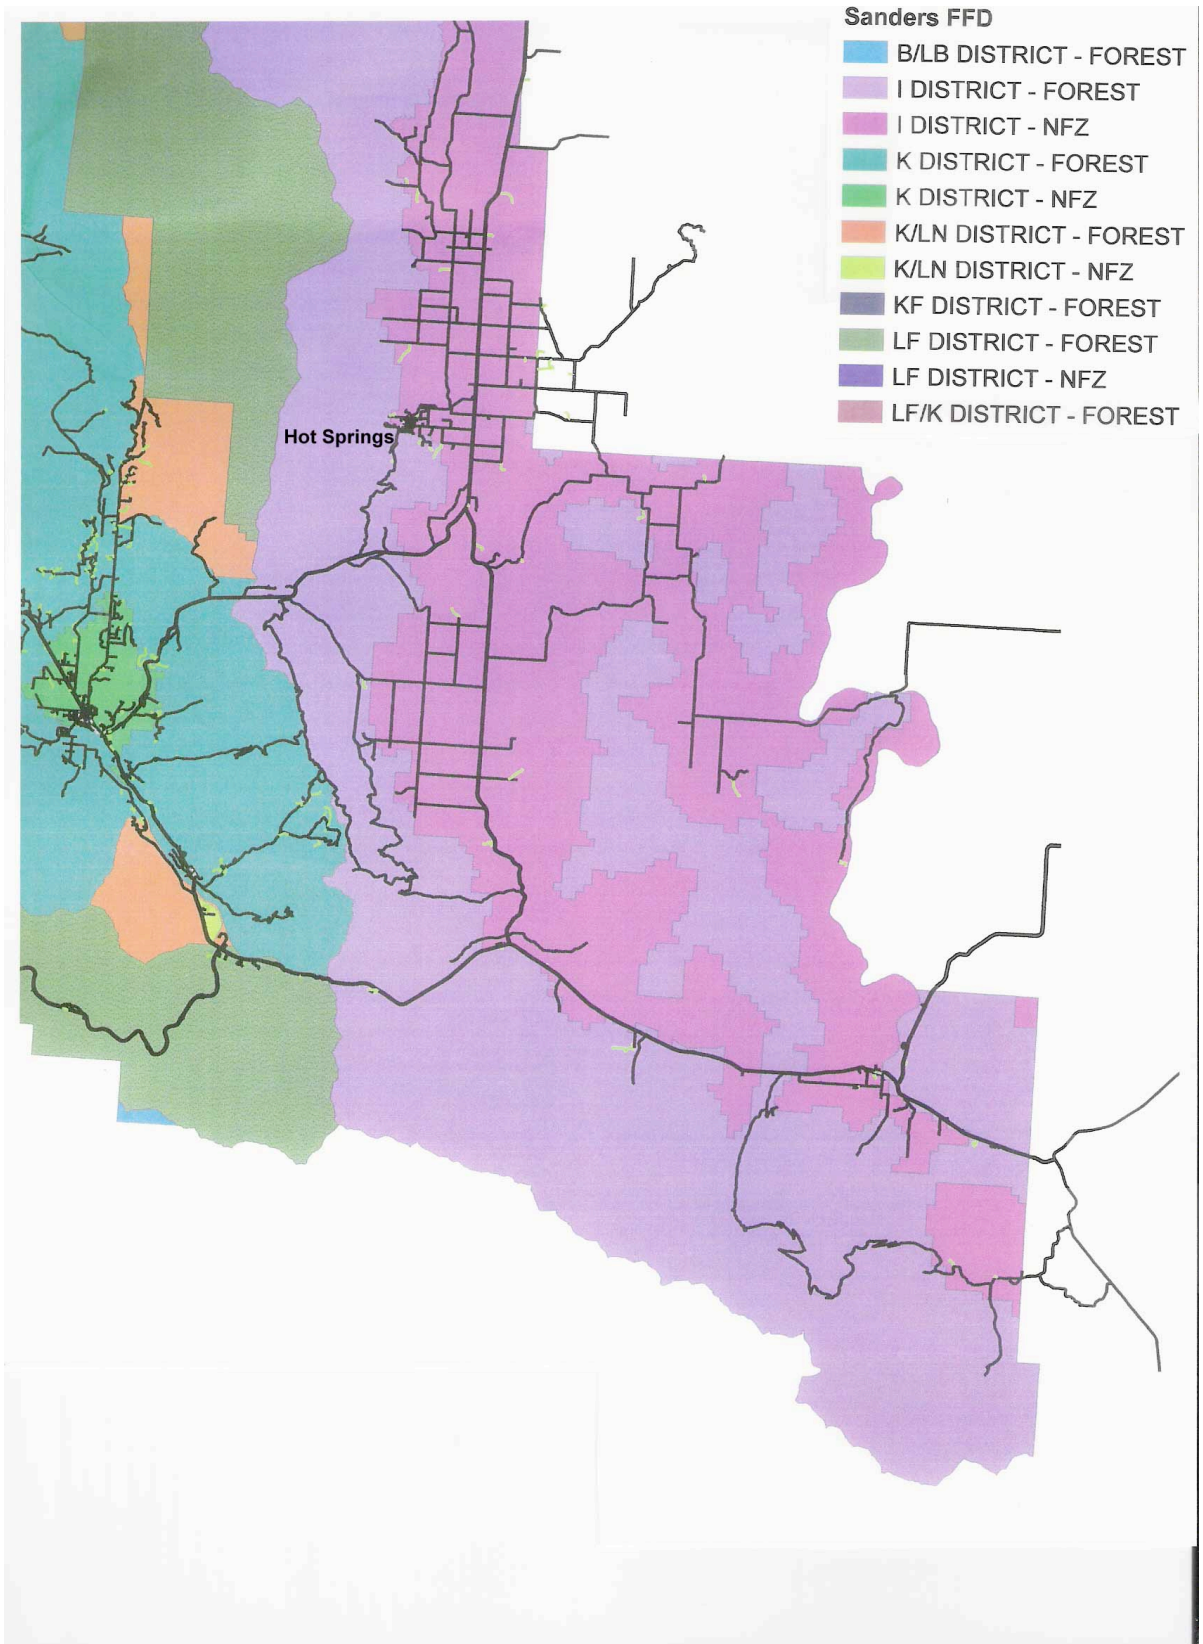 Sanders FFD
B/LB DISTRICT - FOREST
I DISTRICT - FOREST
I DISTRICT - NFZ
K DISTRICT - FOREST
K DISTRICT - NFZ
K/LN DISTRICT - FOREST
K/LN DISTRICT - NFZ
KF DISTRICT - FOREST
LF DISTRICT - FOREST
LF DISTRICT - NFZ
LF/K DISTRICT - FOREST
Hot Springs